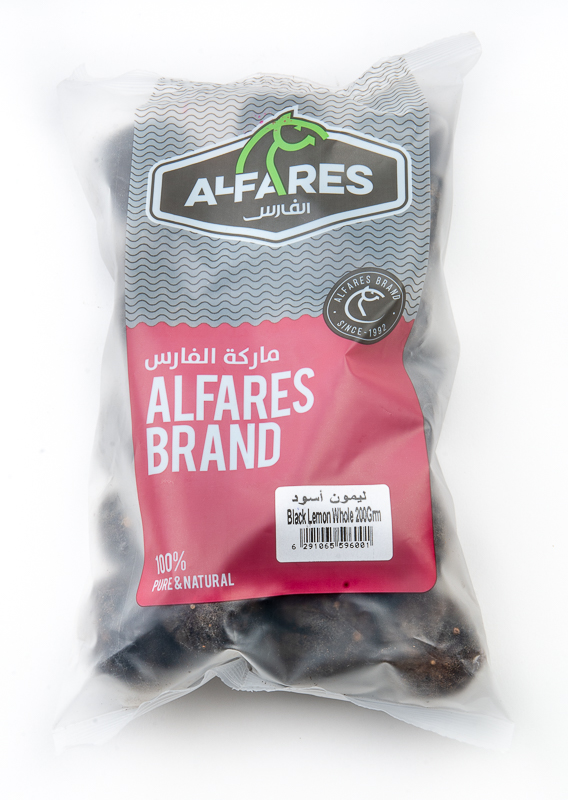 ALFARES
الفارس
ALFARES BRAND
SINCE-1992
ماركة الفارس
ALFARES
BRAND
ليمون أسود
Black Lemon Whole 200Grm
6 291065 596001
100%
PURE & NATURAL